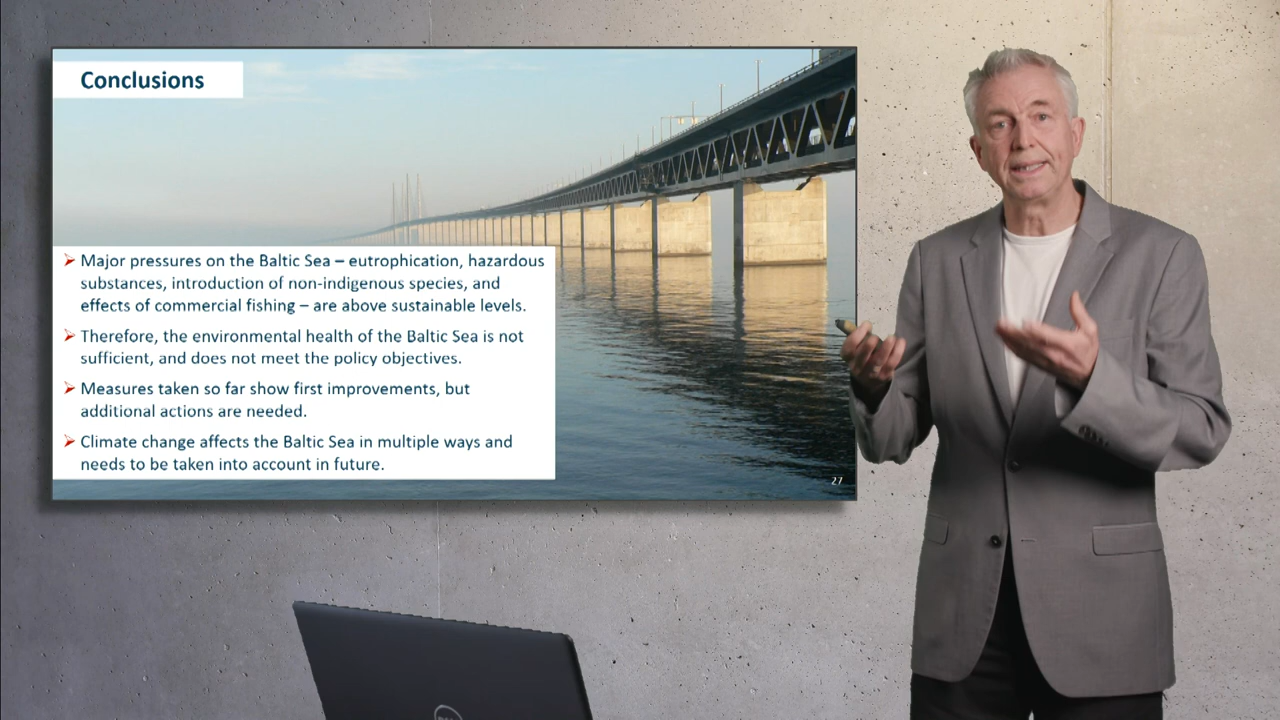 Conclusions
Major pressures on the Baltic Sea – eutrophication, hazardous
substances, introduction of non-indigenous species, and
effects of commercial fishing – are above sustainable levels.
Therefore, the environmental health of the Baltic Sea is not
sufficient, and does not meet the policy objectives.
Measures taken so far show first improvements, but
additional actions are needed.
Climate change affects the Baltic Sea in multiple ways and
needs to be taken into account in future.
27